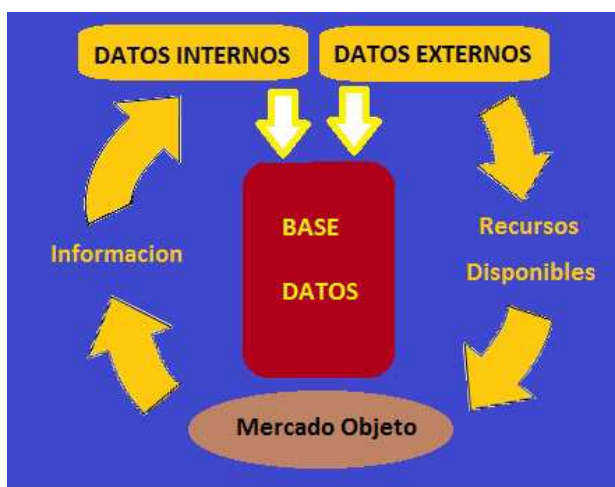 DATOS INTERNOS
DATOS EXTERNOS
BASE
DATOS
Informacion
Recursos
Disponibles
Mercado Objeto